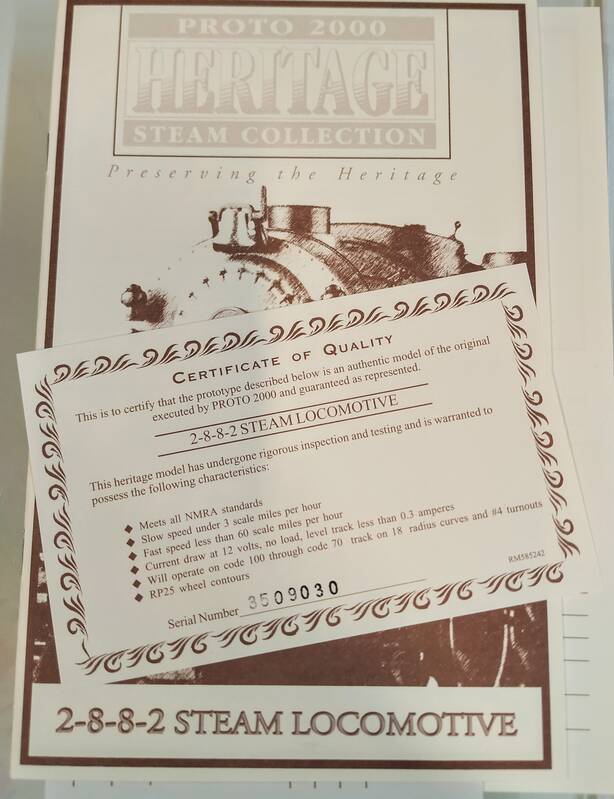 PROTO 2000
HERITAGE
STEAM COLLECTION
Preserving the Heritage
CERTIFICATE OF QUALITY
This is to certify that the prototype described below is an authentic model of the original
executed by PROTO 2000 and guaranteed as represented.
2-8-8-2 STEAM LOCOMOTIVE
This heritage model has undergone rigorous inspection and testing and is warranted to
possess the following characteristics:
◆ Meets all NMRA standards
◆ Slow speed under 3 scale miles per hour
◆ Fast speed less than 60 scale miles per hour
◆ Current draw at 12 volts, no load, level track less than 0.3 amperes
◆ Will operate on code 100 through code 70 track on 18 radius curves and #4 turnouts
◆ RP25 wheel contours
RM585242
Serial Number 3509030
2-8-8-2 STEAM LOCOMOTIVE